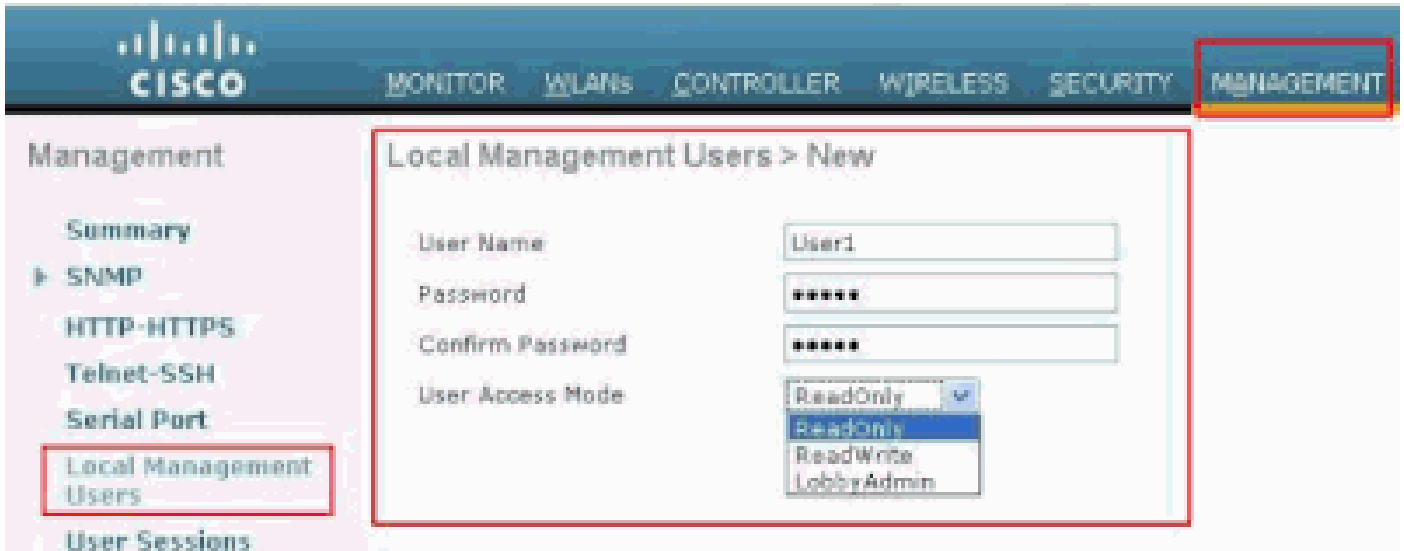 CISCO
MONITOR WLANs CONTROLLER WIRELESS SECURITY MANAGEMENT
Management
Summary
SNMP
HTTP-HTTPS
Telnet-SSH
Serial Port
Local Management
Users
User Sessions
Local Management Users > New
User Name User1
Password •••••
Confirm Password •••••
User Access Mode ReadOnly
ReadOnly
ReadWrite
LobbyAdmin